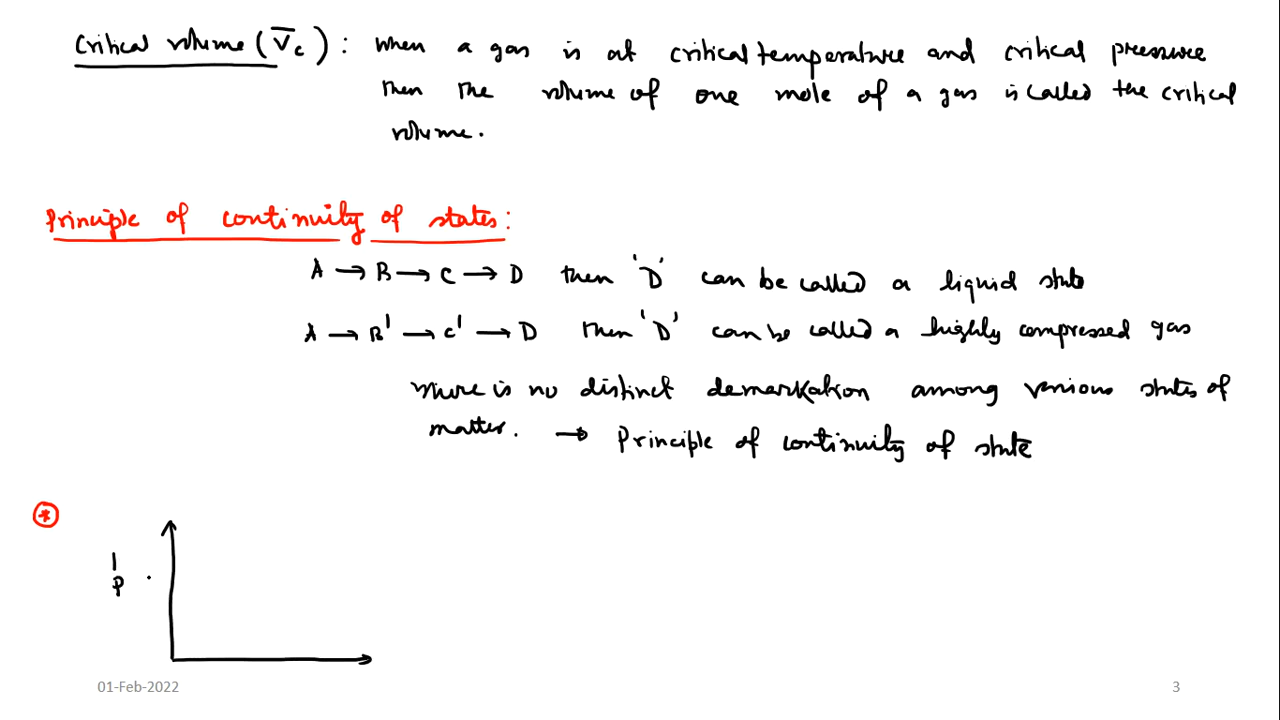 Critical volume (V̅c) : When a gas is at critical temperature and critical pressure
then the volume of one mole of a gas is called the critical
volume.
Principle of continuity of states:
A → B → C → D then 'D' can be called a liquid state
A → B' → C' → D then 'D' can be called a highly compressed gas
There is no distinct demarkation among various states of
matter. → Principle of continuity of state
*
P
01-Feb-2022
3